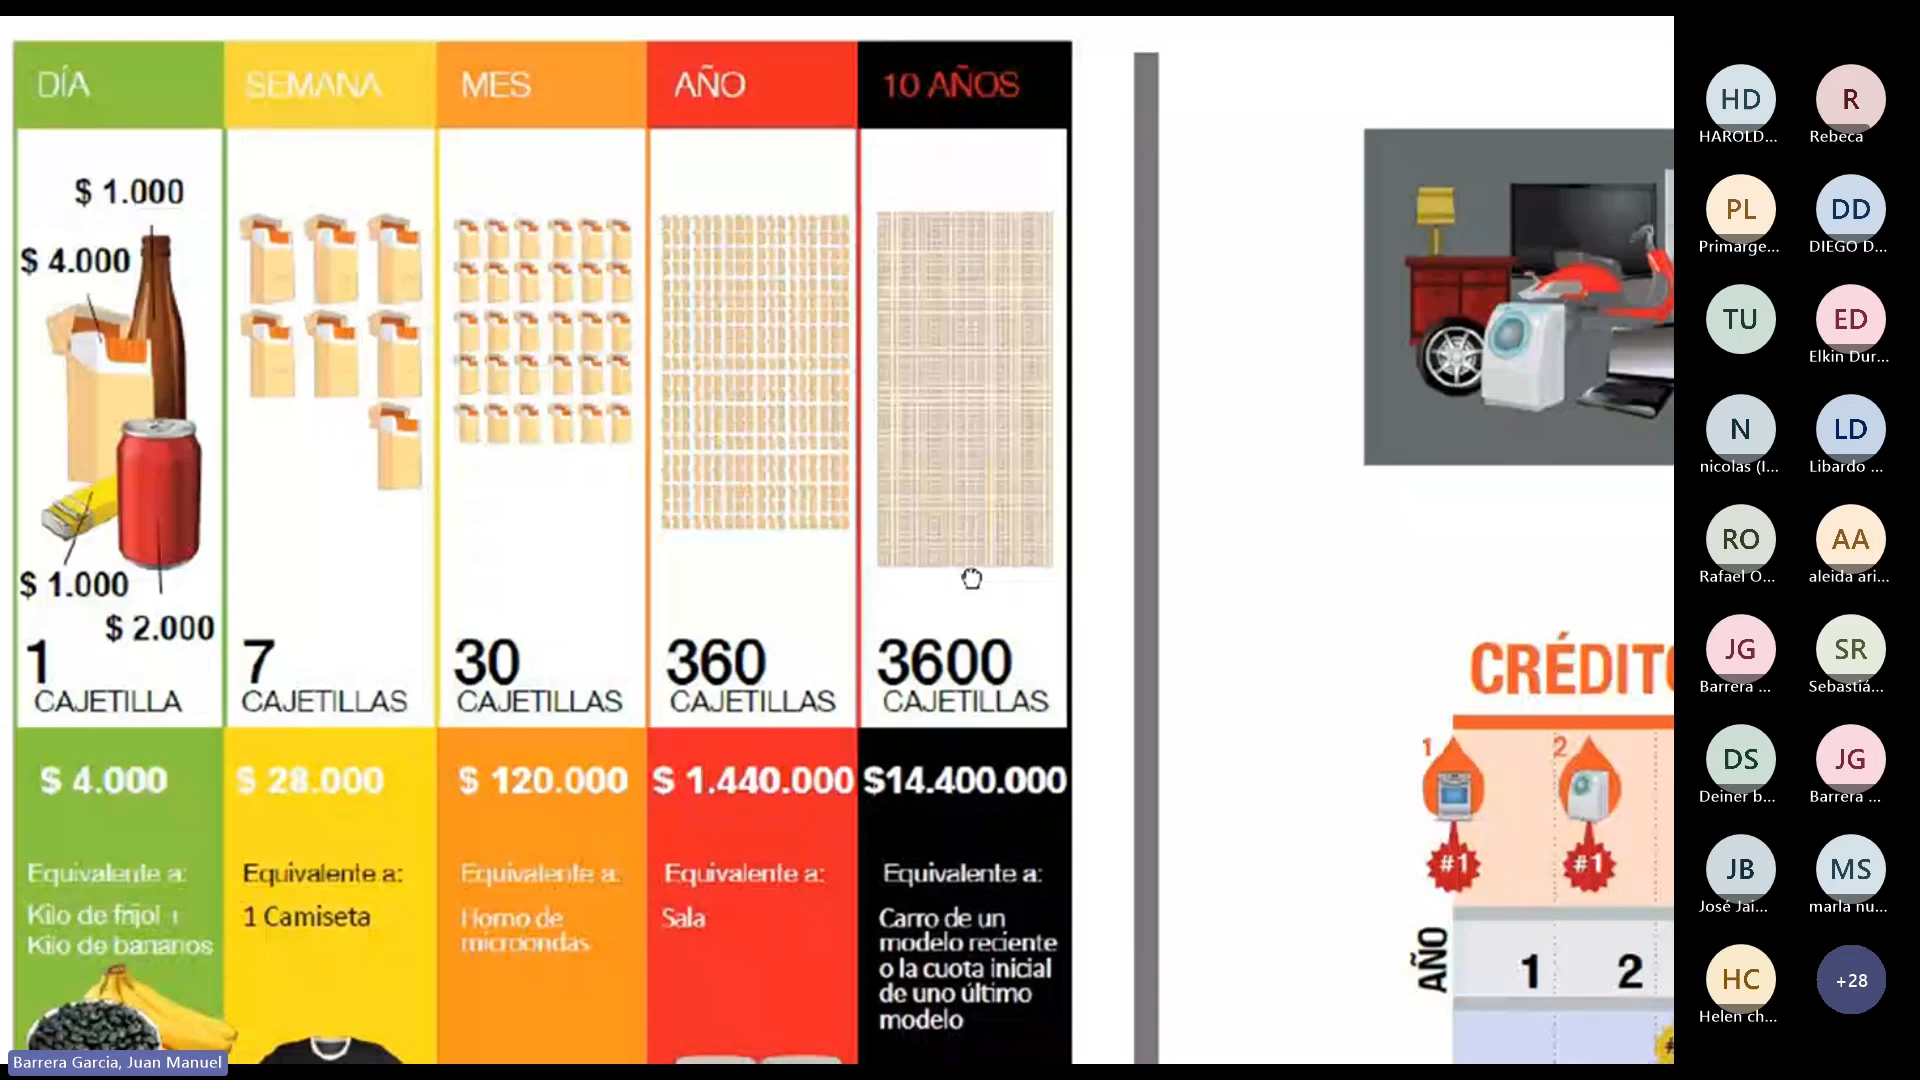 DÍA
SEMANA
MES
AÑO
10 AÑOS
$ 1.000
$ 4.000
$ 1.000
$ 2.000
1
CAJETILLA
7
CAJETILLAS
30
CAJETILLAS
360
CAJETILLAS
3600
CAJETILLAS
$ 4.000
$ 28.000
$ 120.000
$ 1.440.000
$14.400.000
Equivalente a:
Kilo de frijol
Kilo de bananos
Equivalente a:
1 Camiseta
Equivalente a:
Horno de
microondas
Equivalente a:
Sala
Equivalente a:
Carro de un
modelo reciente
o la cuota inicial
de uno último
modelo
CRÉDITO
1
2
#1
#1
AÑO
1
2
Barrera Garcia, Juan Manuel
HD
HAROLD...
R
Rebeca
PL
Primarge...
DD
DIEGO D...
TU
ED
Elkin Dur...
N
nicolas (I...
LD
Libardo ...
RO
Rafael O...
AA
aleida ari...
JG
Barrera ...
SR
Sebastiá...
DS
Deiner b...
JG
Barrera ...
JB
José Jai...
MS
marla nu...
HC
Helen ch...
+28